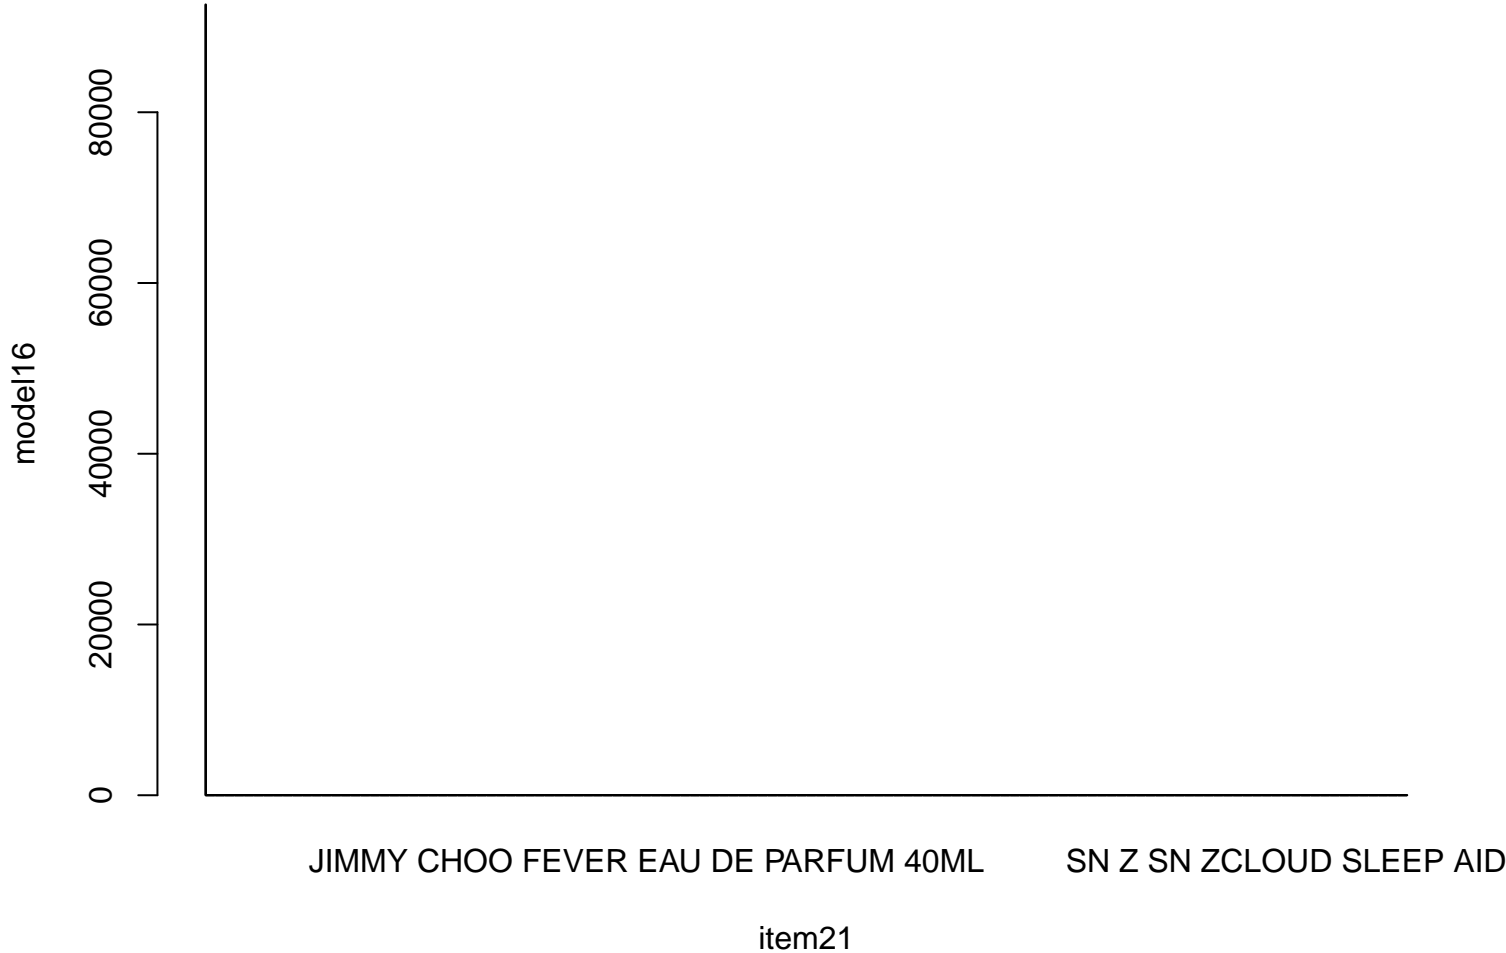 80000
60000
40000
20000
0
model16
JIMMY CHOO FEVER EAU DE PARFUM 40ML
SN Z SN ZCLOUD SLEEP AID
item21